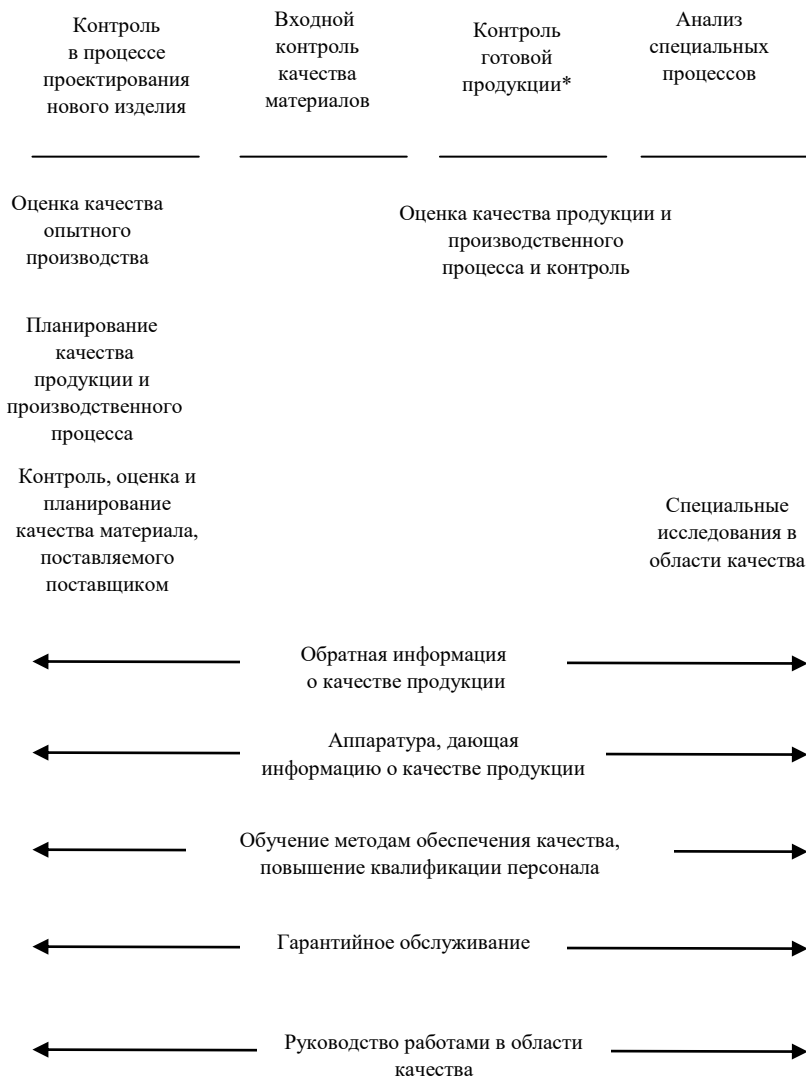 Контроль
в процессе
проектирования
нового изделия
Входной
контроль
качества
материалов
Контроль
готовой
продукции*
Анализ
специальных
процессов
Оценка качества
опытного
производства
Оценка качества продукции и
производственного
процесса и контроль
Планирование
качества
продукции и
производственного
процесса
Контроль, оценка и
планирование
качества материала,
поставляемого
поставщиком
Специальные
исследования в
области качества
Обратная информация
о качестве продукции
Аппаратура, дающая
информацию о качестве продукции
Обучение методам обеспечения качества,
повышение квалификации персонала
Гарантийное обслуживание
Руководство работами в области
качества